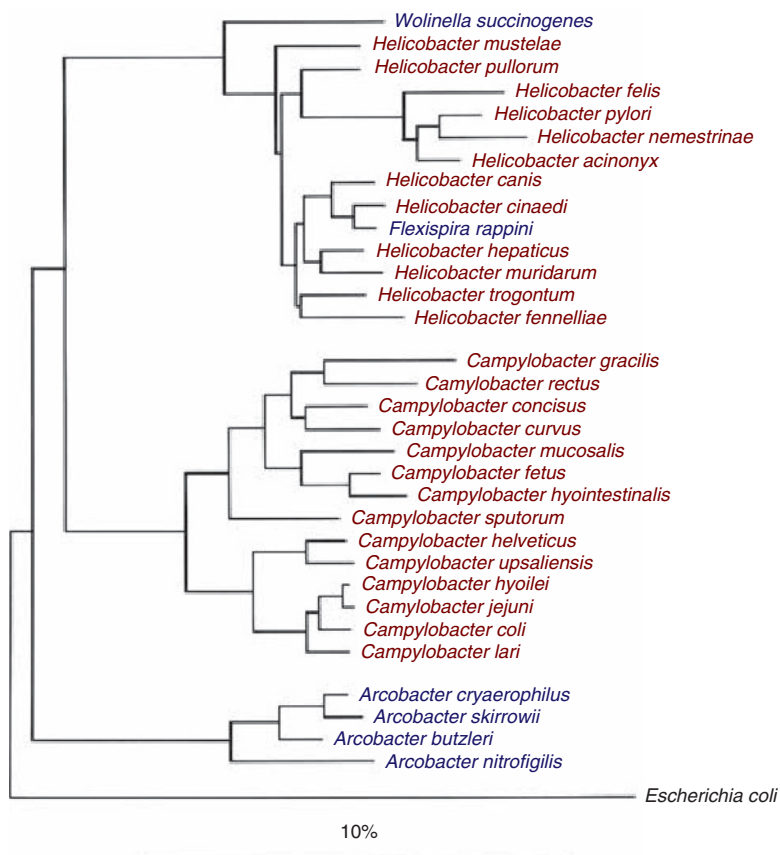 Wolinella succinogenes
Helicobacter mustelae
Helicobacter pullorum
Helicobacter felis
Helicobacter pylori
Helicobacter nemestrinae
Helicobacter acinonyx
Helicobacter canis
Helicobacter cinaedi
Flexispira rappini
Helicobacter hepaticus
Helicobacter muridarum
Helicobacter trogontum
Helicobacter fennelliae
Campylobacter gracilis
Camylobacter rectus
Campylobacter concisus
Campylobacter curvus
Campylobacter mucosalis
Campylobacter fetus
Campylobacter hyointestinalis
Campylobacter sputorum
Campylobacter helveticus
Campylobacter upsaliensis
Campylobacter hyoilei
Camylobacter jejuni
Campylobacter coli
Campylobacter lari
Arcobacter cryaerophilus
Arcobacter skirrowii
Arcobacter butzleri
Arcobacter nitrofigilis
Escherichia coli
10%